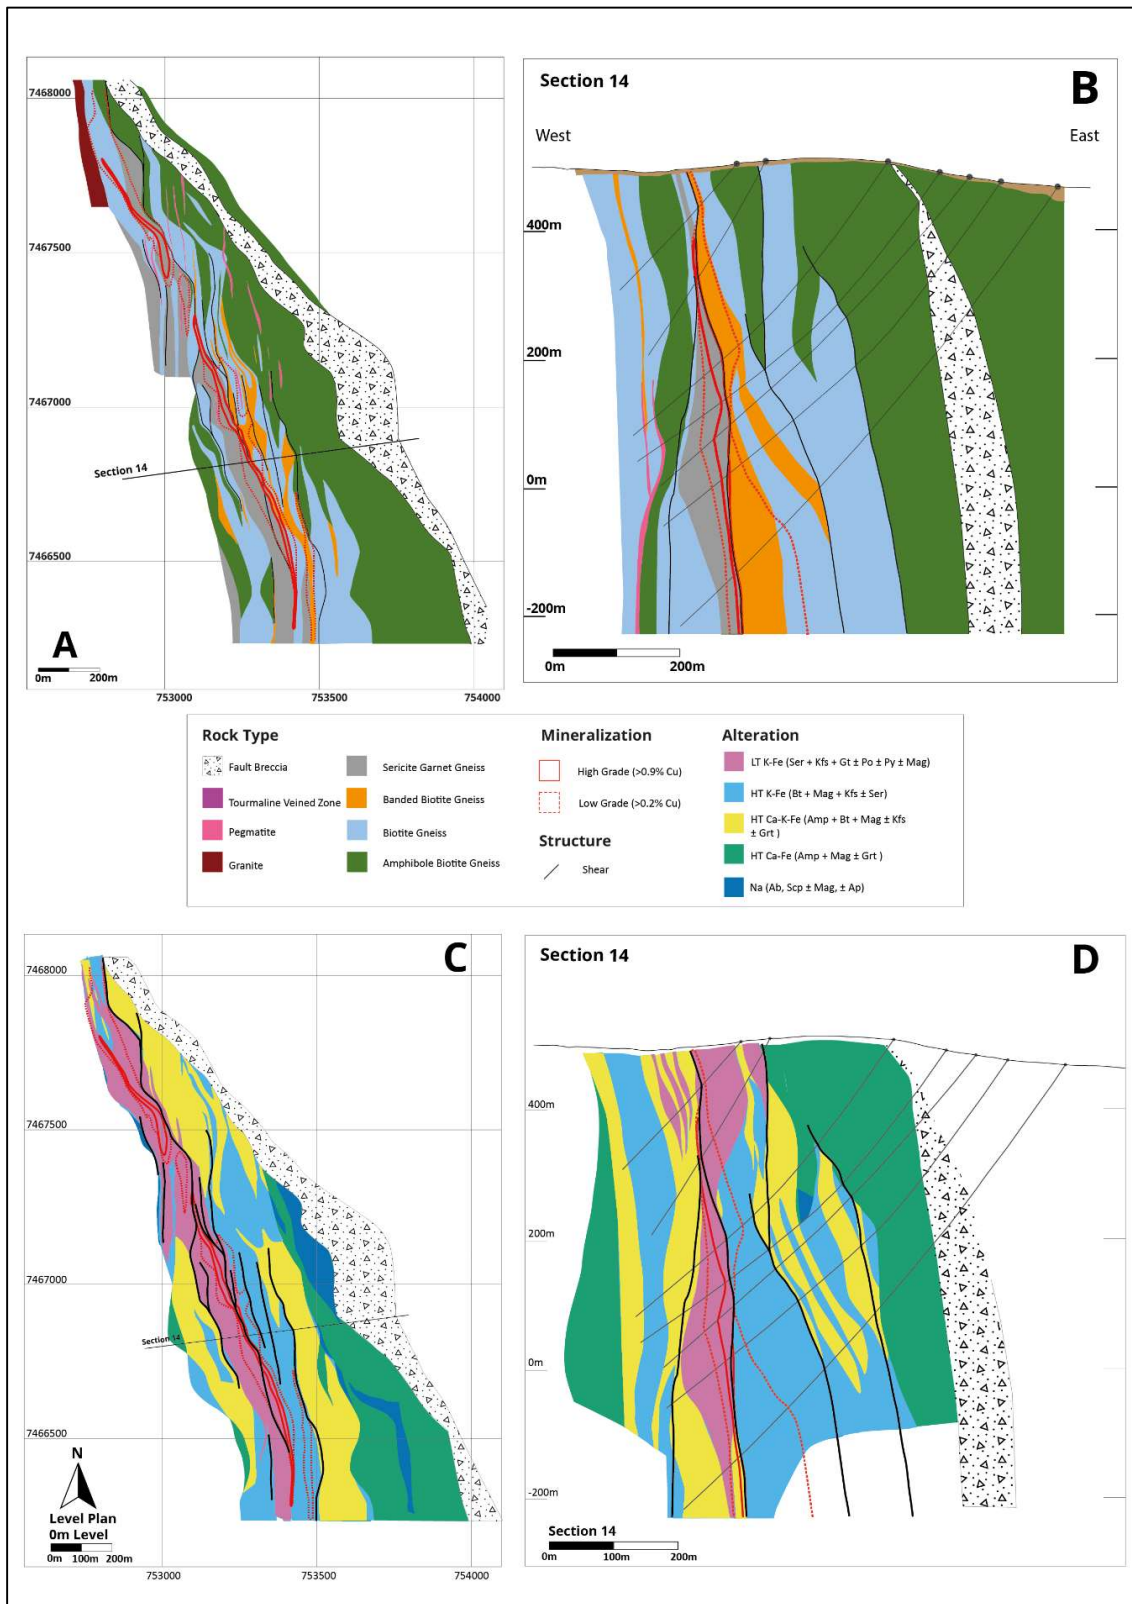 7468000
7467500
7467000
7466500
Section 14
A
0m 200m
753000 753500 754000
Section 14
B
West East
400m
200m
0m
-200m
0m 200m
Rock Type
Fault Breccia
Tourmaline Veined Zone
Pegmatite
Granite
Sericite Garnet Gneiss
Banded Biotite Gneiss
Biotite Gneiss
Amphibole Biotite Gneiss
Mineralization
High Grade (>0.9% Cu)
Low Grade (>0.2% Cu)
Structure
Shear
Alteration
LT K-Fe (Ser + Kfs + Gt ± Po ± Py ± Mag)
HT K-Fe (Bt + Mag + Kfs ± Ser)
HT Ca-K-Fe (Amp + Bt + Mag ± Kfs
± Grt )
HT Ca-Fe (Amp + Mag ± Grt )
Na (Ab, Scp ± Mag, ± Ap)
C
7468000
7467500
7467000
Section 14
7466500
N
Level Plan
0m Level
0m 100m 200m
753000 753500 754000
Section 14
D
400m
200m
0m
-200m
Section 14
0m 100m 200m